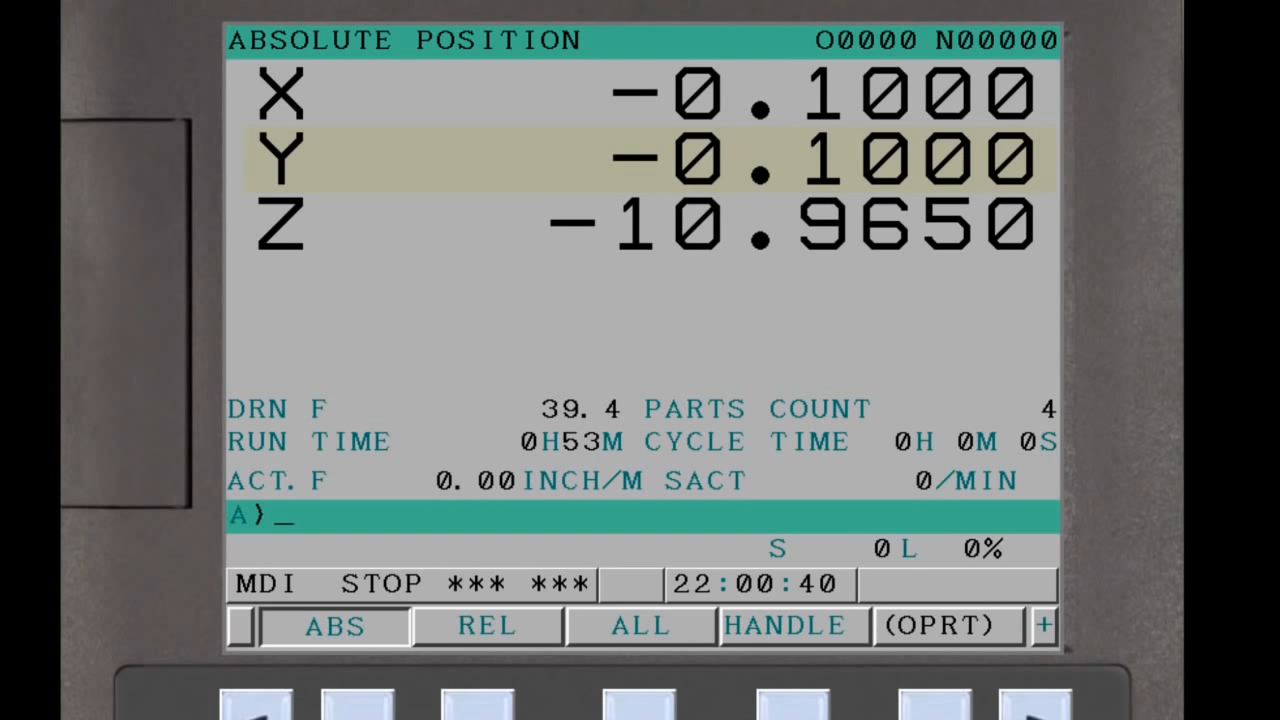 ABSOLUTE POSITION O0000 N00000
X -0.1000
Y -0.1000
Z -10.9650
DRN F 39.4 PARTS COUNT 4
RUN TIME 0H53M CYCLE TIME 0H 0M 0S
ACT.F 0.00INCH/M SACT 0/MIN
A>_
S 0 L 0%
MDI STOP *** *** 22:00:40
ABS REL ALL HANDLE (OPRT) +